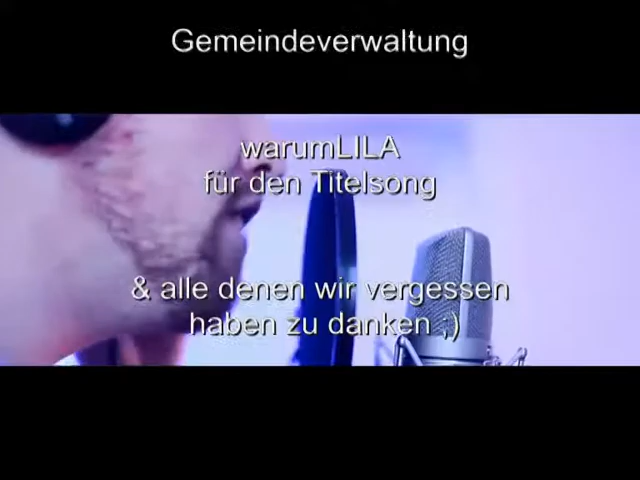 Gemeindeverwaltung
warumLILA
für den Titelsong
& alle denen wir vergessen
haben zu danken ;)